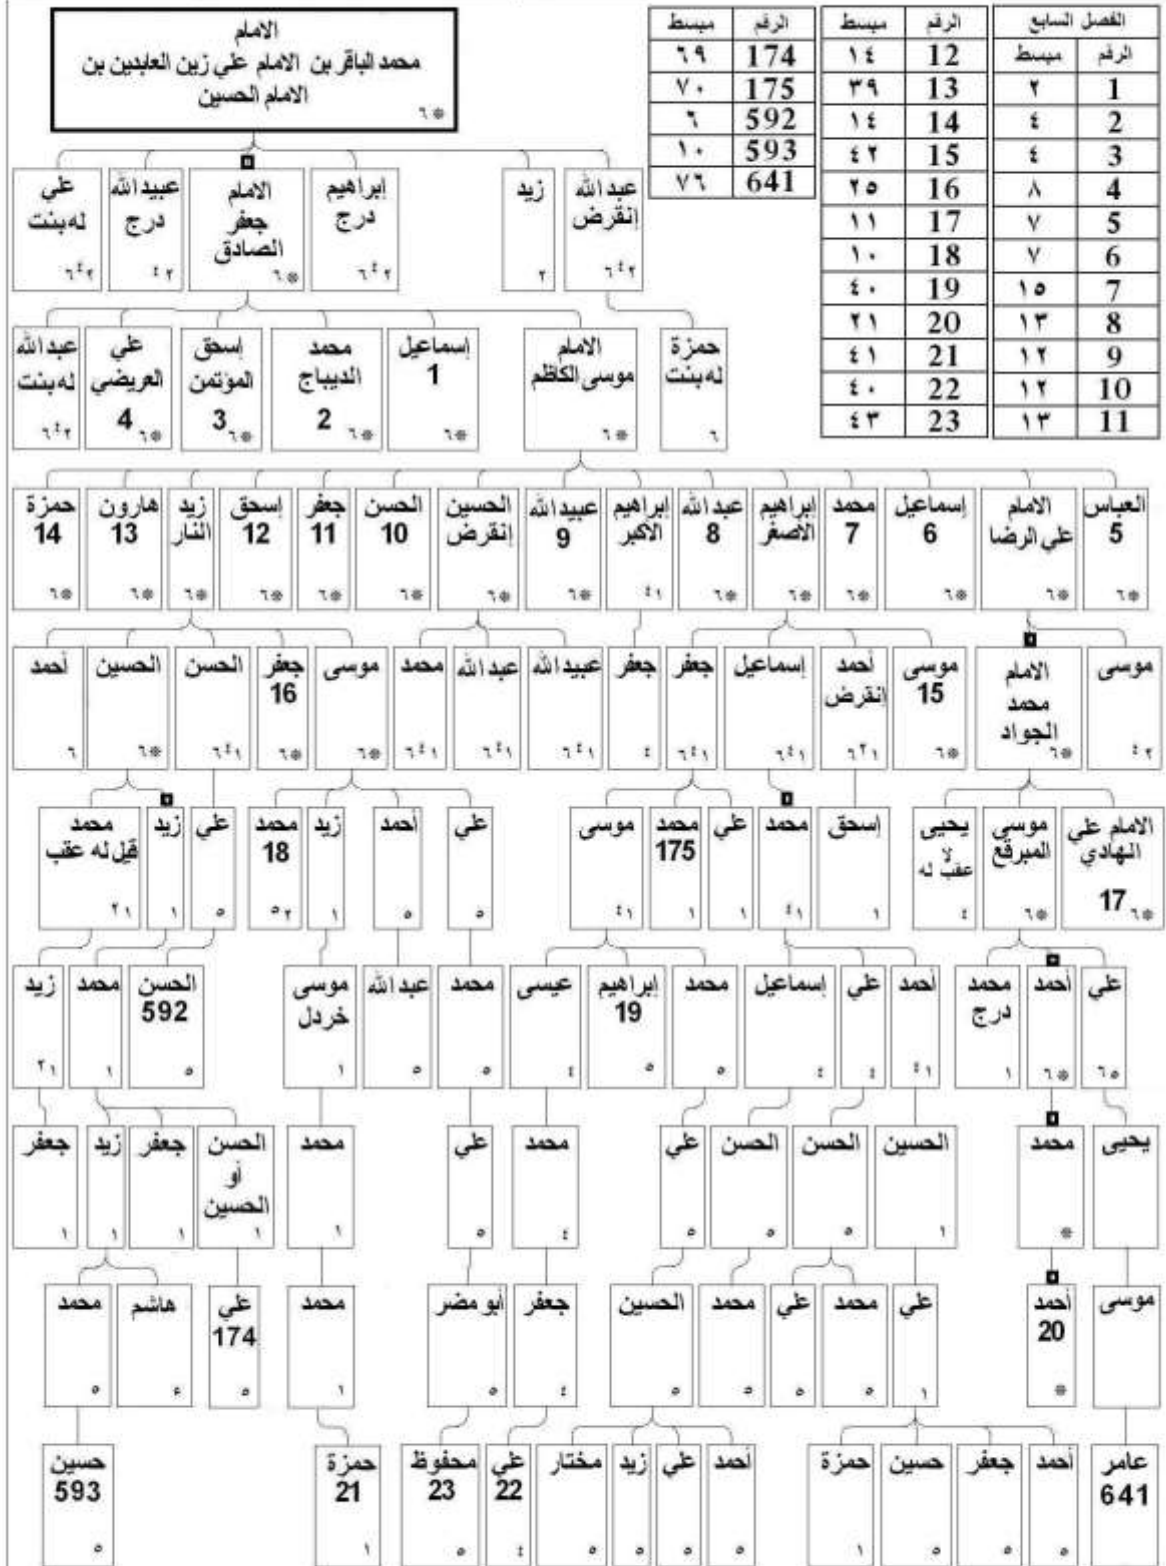 الامام
محمد الباقر بن الامام علي زين العابدين بن
الامام الحسين
٦ *
الفصل السابع
الرقم مبسط
1 ٢
2 ٤
3 ٤
4 ٨
5 ٧
6 ٧
7 ١٥
8 ١٣
9 ١٢
10 ١٢
11 ١٣
الرقم مبسط
12 ١٤
13 ٣٩
14 ١٤
15 ٤٢
16 ٢٥
17 ١١
18 ١٠
19 ٤٠
20 ٢١
21 ٤١
22 ٤٠
23 ٤٣
الرقم مبسط
174 ٦٩
175 ٧٠
592 ٦
593 ١٠
641 ٧٦
عبدالله
إنقرض
زيد
إبراهيم
درج
الامام
جعفر
الصادق
عبيدالله
درج
علي
له بنت
حمزة
له بنت
الامام
موسى الكاظم
إسماعيل
1
محمد
الديباج
2
إسحق
المؤتمن
3
علي
العريضي
4
عبدالله
له بنت
العباس
5
الامام
علي الرضا
إسماعيل
6
محمد
7
إبراهيم
الأصغر
عبدالله
8
إبراهيم
الاكبر
عبيدالله
9
الحسين
إنقرض
الحسن
10
جعفر
11
إسحق
12
زيد
النار
هارون
13
حمزة
14
موسى
الامام
محمد
الجواد
موسى
15
أحمد
إنقرض
إسماعيل
جعفر
جعفر
عبيدالله
عبدالله
محمد
موسى
جعفر
16
الحسن
الحسين
أحمد
الامام علي
الهادي
17
موسى
المبرقع
يحيى
لا
عقب له
إسحق
محمد
علي
محمد
175
موسى
علي
أحمد
زيد
محمد
18
علي
زيد
محمد
قيل له عقب
علي
أحمد
محمد
درج
أحمد
علي
إسماعيل
محمد
إبراهيم
19
عيسى
محمد
عبدالله
موسى
خردل
الحسن
592
محمد
زيد
يحيى
محمد
الحسين
الحسن
الحسن
علي
محمد
علي
محمد
الحسن
أو
الحسين
جعفر
زيد
جعفر
موسى
أحمد
20
علي
محمد
علي
محمد
الحسين
جعفر
أبو مضر
محمد
علي
174
هاشم
محمد
عامر
641
أحمد
جعفر
حسين
حمزة
أحمد
علي
زيد
مختار
علي
22
محفوظ
23
حمزة
21
حسين
593